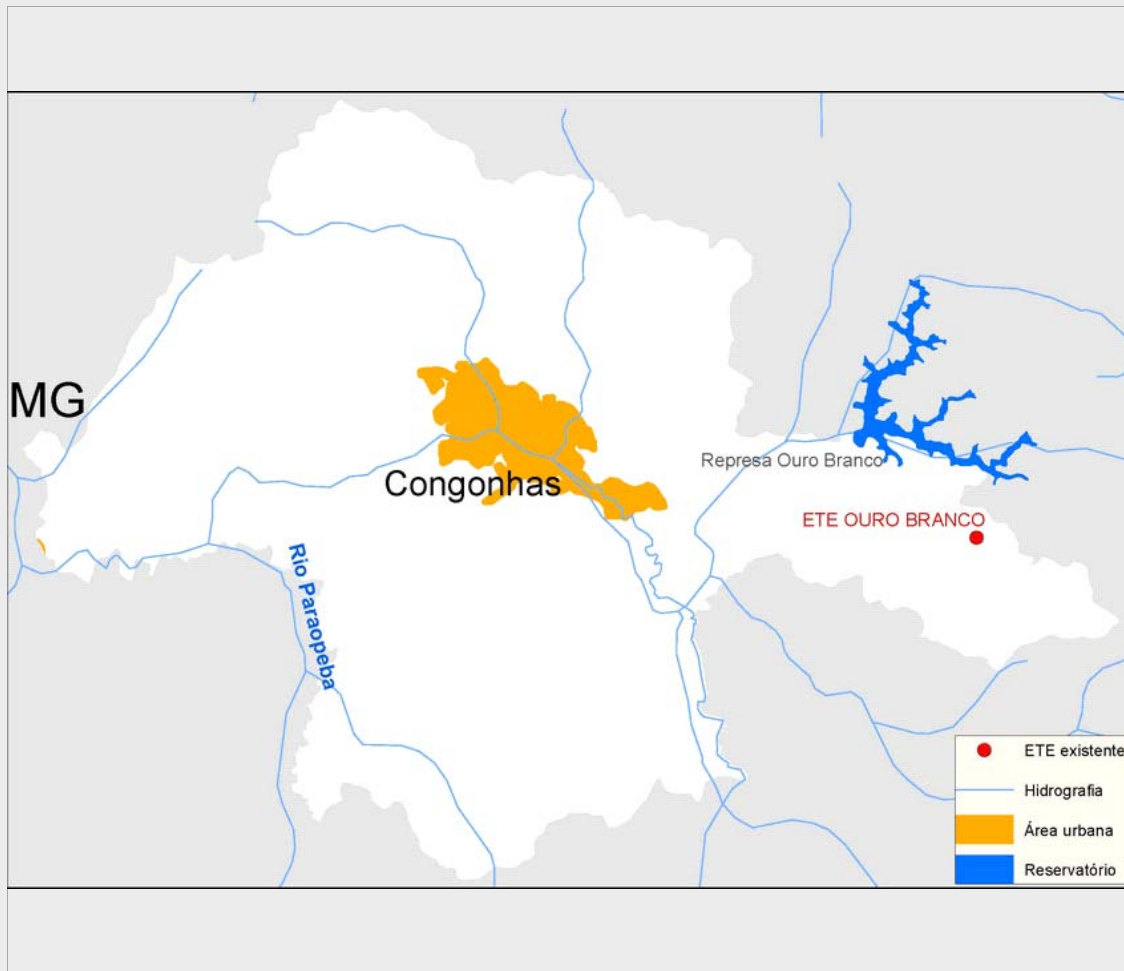 MG
Congonhas
Represa Ouro Branco
ETE OURO BRANCO
Rio Paraopeba
ETE existente
Hidrografia
Área urbana
Reservatório